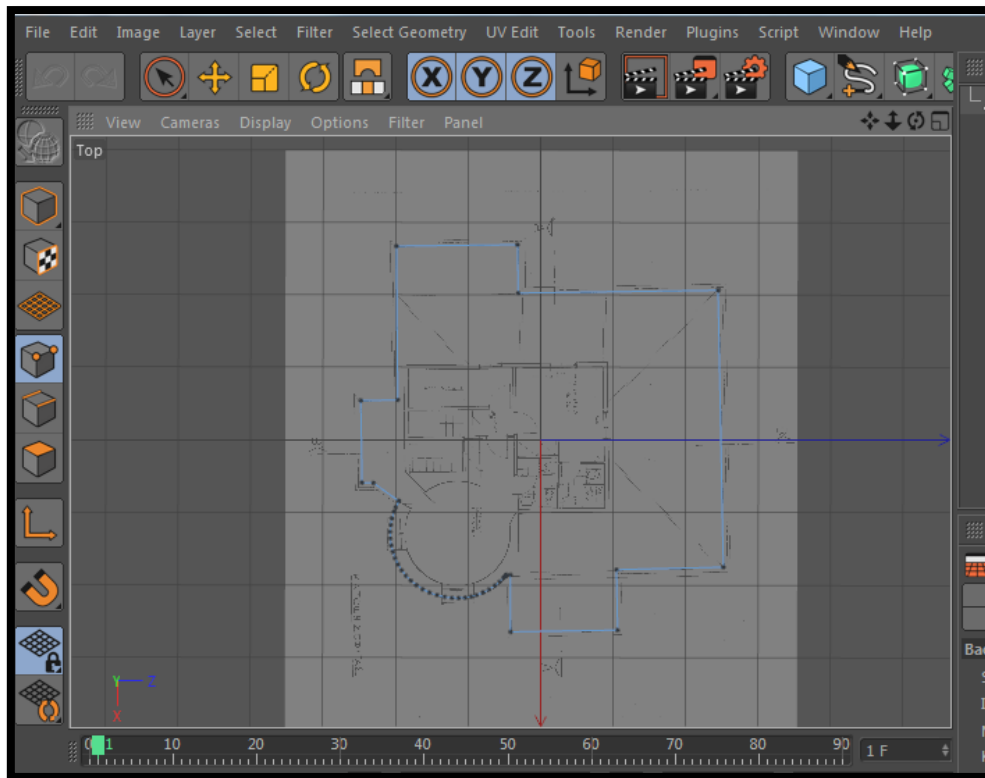 File Edit Image Layer Select Filter Select Geometry UV Edit Tools Render Plugins Script Window Help
X Y Z
View Cameras Display Options Filter Panel
Top
Y Z
X
0 1 10 20 30 40 50 60 70 80 90 1 F